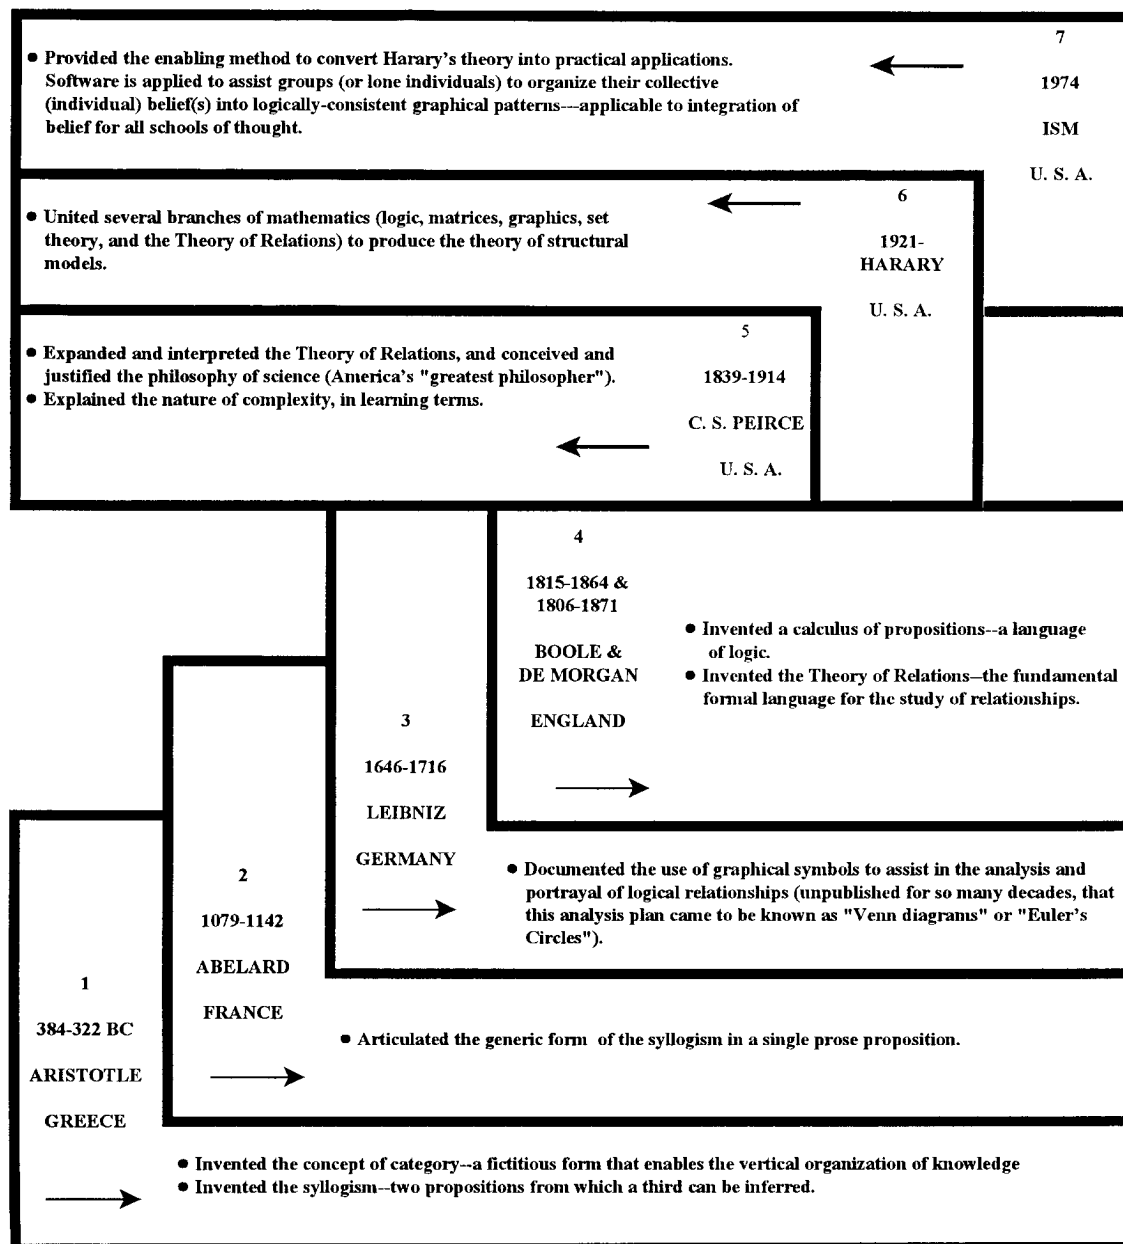 ● Provided the enabling method to convert Harary's theory into practical applications.
Software is applied to assist groups (or lone individuals) to organize their collective
(individual) belief(s) into logically-consistent graphical patterns---applicable to integration of
belief for all schools of thought.
7
1974
ISM
U. S. A.
● United several branches of mathematics (logic, matrices, graphics, set
theory, and the Theory of Relations) to produce the theory of structural
models.
6
1921-
HARARY
U. S. A.
● Expanded and interpreted the Theory of Relations, and conceived and
justified the philosophy of science (America's "greatest philosopher").
● Explained the nature of complexity, in learning terms.
5
1839-1914
C. S. PEIRCE
U. S. A.
4
1815-1864 &
1806-1871
BOOLE &
DE MORGAN
ENGLAND
● Invented a calculus of propositions--a language
of logic.
● Invented the Theory of Relations--the fundamental
formal language for the study of relationships.
3
1646-1716
LEIBNIZ
GERMANY
● Documented the use of graphical symbols to assist in the analysis and
portrayal of logical relationships (unpublished for so many decades, that
this analysis plan came to be known as "Venn diagrams" or "Euler's
Circles").
2
1079-1142
ABELARD
FRANCE
● Articulated the generic form of the syllogism in a single prose proposition.
1
384-322 BC
ARISTOTLE
GREECE
● Invented the concept of category--a fictitious form that enables the vertical organization of knowledge
● Invented the syllogism--two propositions from which a third can be inferred.